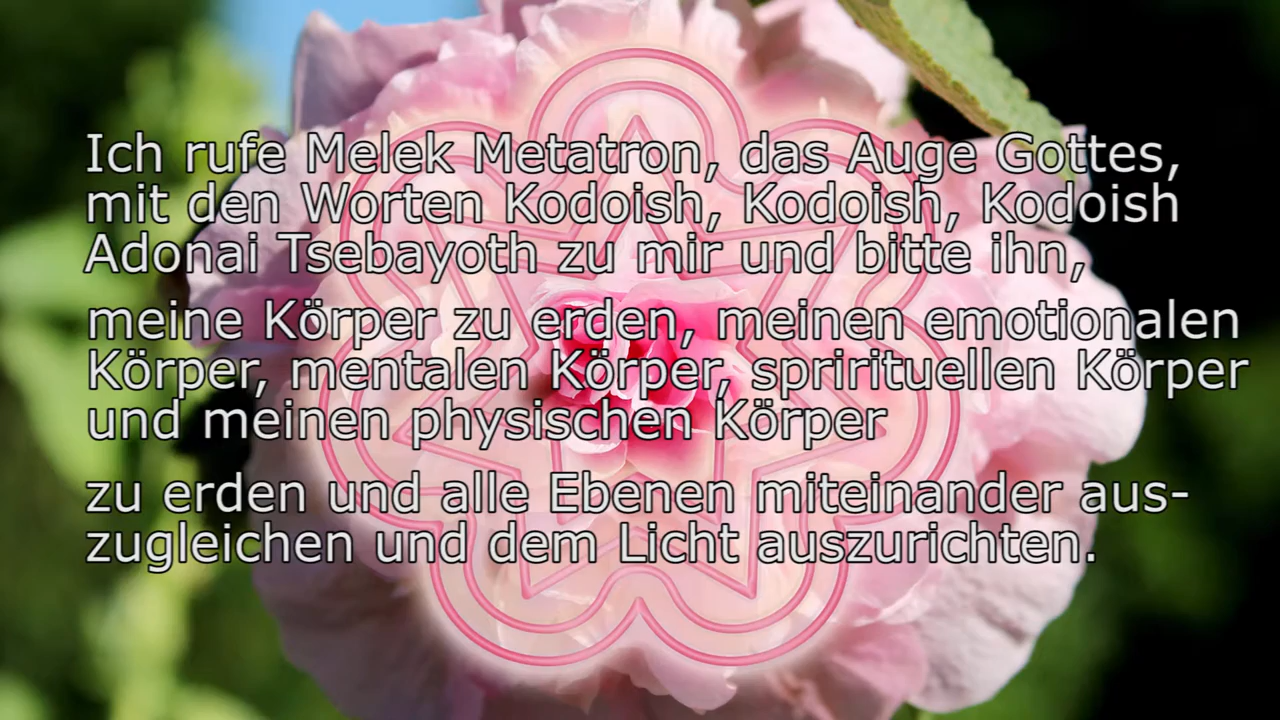 Ich rufe Melek Metatron, das Auge Gottes,
mit den Worten Kodoish, Kodoish, Kodoish
Adonai Tsebayoth zu mir und bitte ihn,
meine Körper zu erden, meinen emotionalen
Körper, mentalen Körper, sprirituellen Körper
und meinen physischen Körper
zu erden und alle Ebenen miteinander aus-
zugleichen und dem Licht auszurichten.